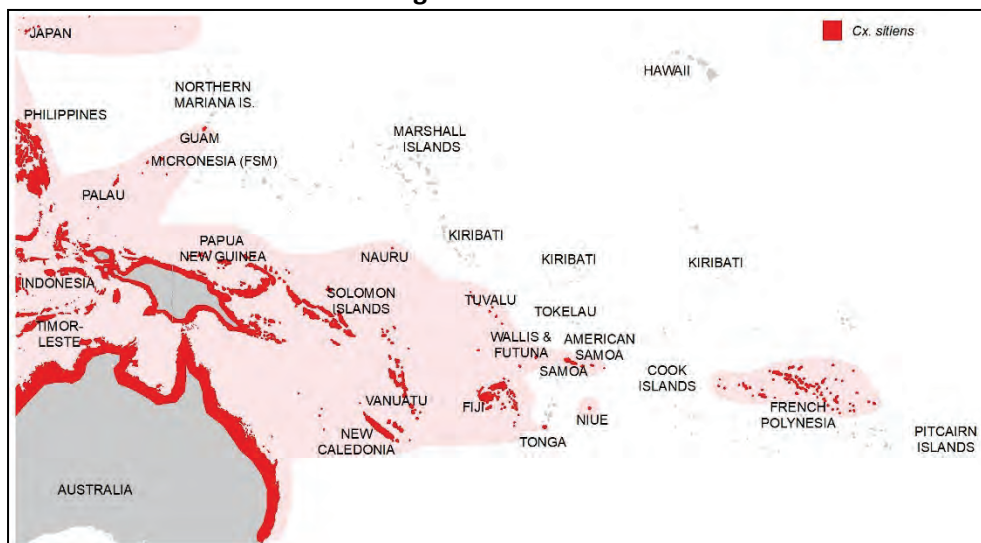 JAPAN
Cx. sitiens
HAWAII
NORTHERN
MARIANA IS.
PHILIPPINES
GUAM
MARSHALL
ISLANDS
MICRONESIA (FSM)
PALAU
KIRIBATI
PAPUA
NEW GUINEA
NAURU
KIRIBATI
KIRIBATI
INDONESIA
SOLOMON
ISLANDS
TUVALU
TOKELAU
TIMOR-
LESTE
WALLIS &
FUTUNA
AMERICAN
SAMOA
SAMOA
COOK
ISLANDS
VANUATU
FIJI
FRENCH
POLYNESIA
NIUE
NEW
CALEDONIA
TONGA
PITCAIRN
ISLANDS
AUSTRALIA